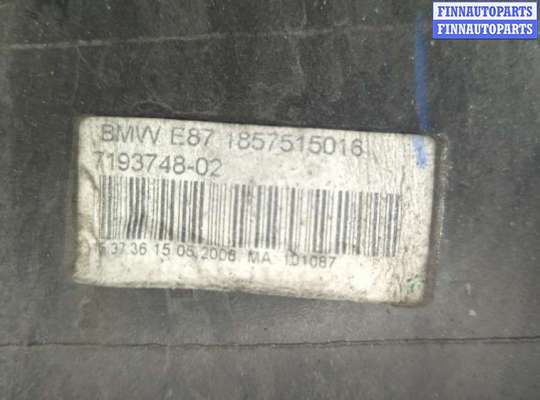 FINNAUTOPARTS
FINNAUTOPARTS
BMW E87 1857515016
7193748-02
37.36 15.05.2006 MA 101087